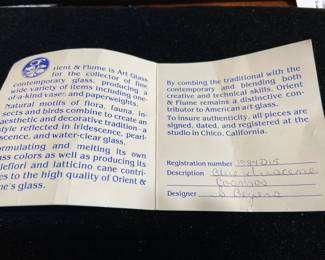 Orient & Flume is Art Glass
for the collector of fine
contemporary glass, producing a
wide variety of items including one-
of-a-kind vases and paperweights.
Natural motifs of flora, fauna, in-
sects and birds combine to create an
aesthetic and decorative tradition - a
style reflected in iridescence, pearl-
escence, and water-clear glass.
ormulating and melting its own
ass colors as well as producing its
lefiori and latticino cane contri-
es to the high quality of Orient &
me's glass.
By combing the traditional with the
contemporary and blending both
creative and technical skills. Orient
& Flume remains a distinctive con-
tributor to American art glass.
To insure authenticity, all pieces are
signed, dated, and registered at the
studio in Chico, California.
Registration number
Description Blue
Designer